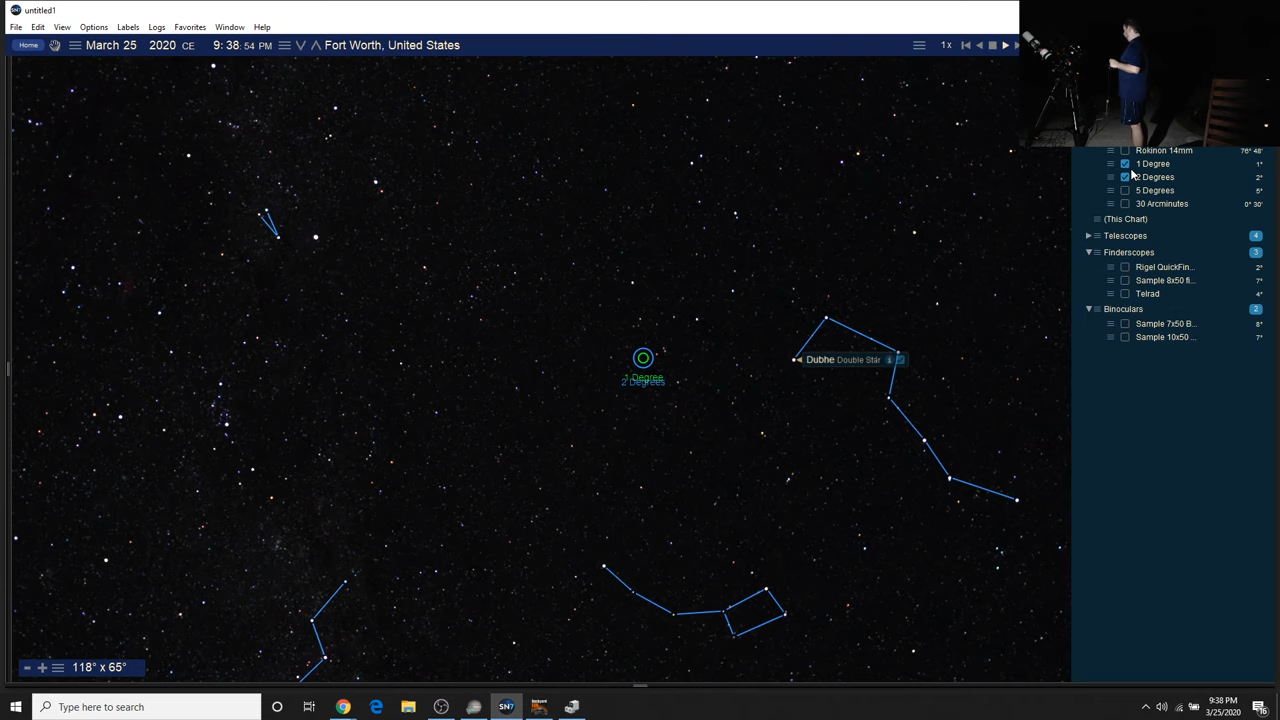 SN7 untitled1
File Edit View Options Labels Logs Favorites Window Help
Home March 25 2020 CE 9:38:54 PM Fort Worth, United States 1x
Rokinon 14mm 76° 48'
1 Degree 1°
2 Degrees 2°
5 Degrees 5°
30 Arcminutes 0° 30'
(This Chart)
Telescopes 4
Finderscopes 3
Rigel QuickFin... 2°
Sample 8x50 fi... 7°
Telrad 4°
Binoculars 2
Sample 7x50 B... 8°
Sample 10x50 ... 7°
Dubhe Double Star i
1 Degree
2 Degrees
118° x 65°
Type here to search
SN7
9:38 PM
3/25/2020